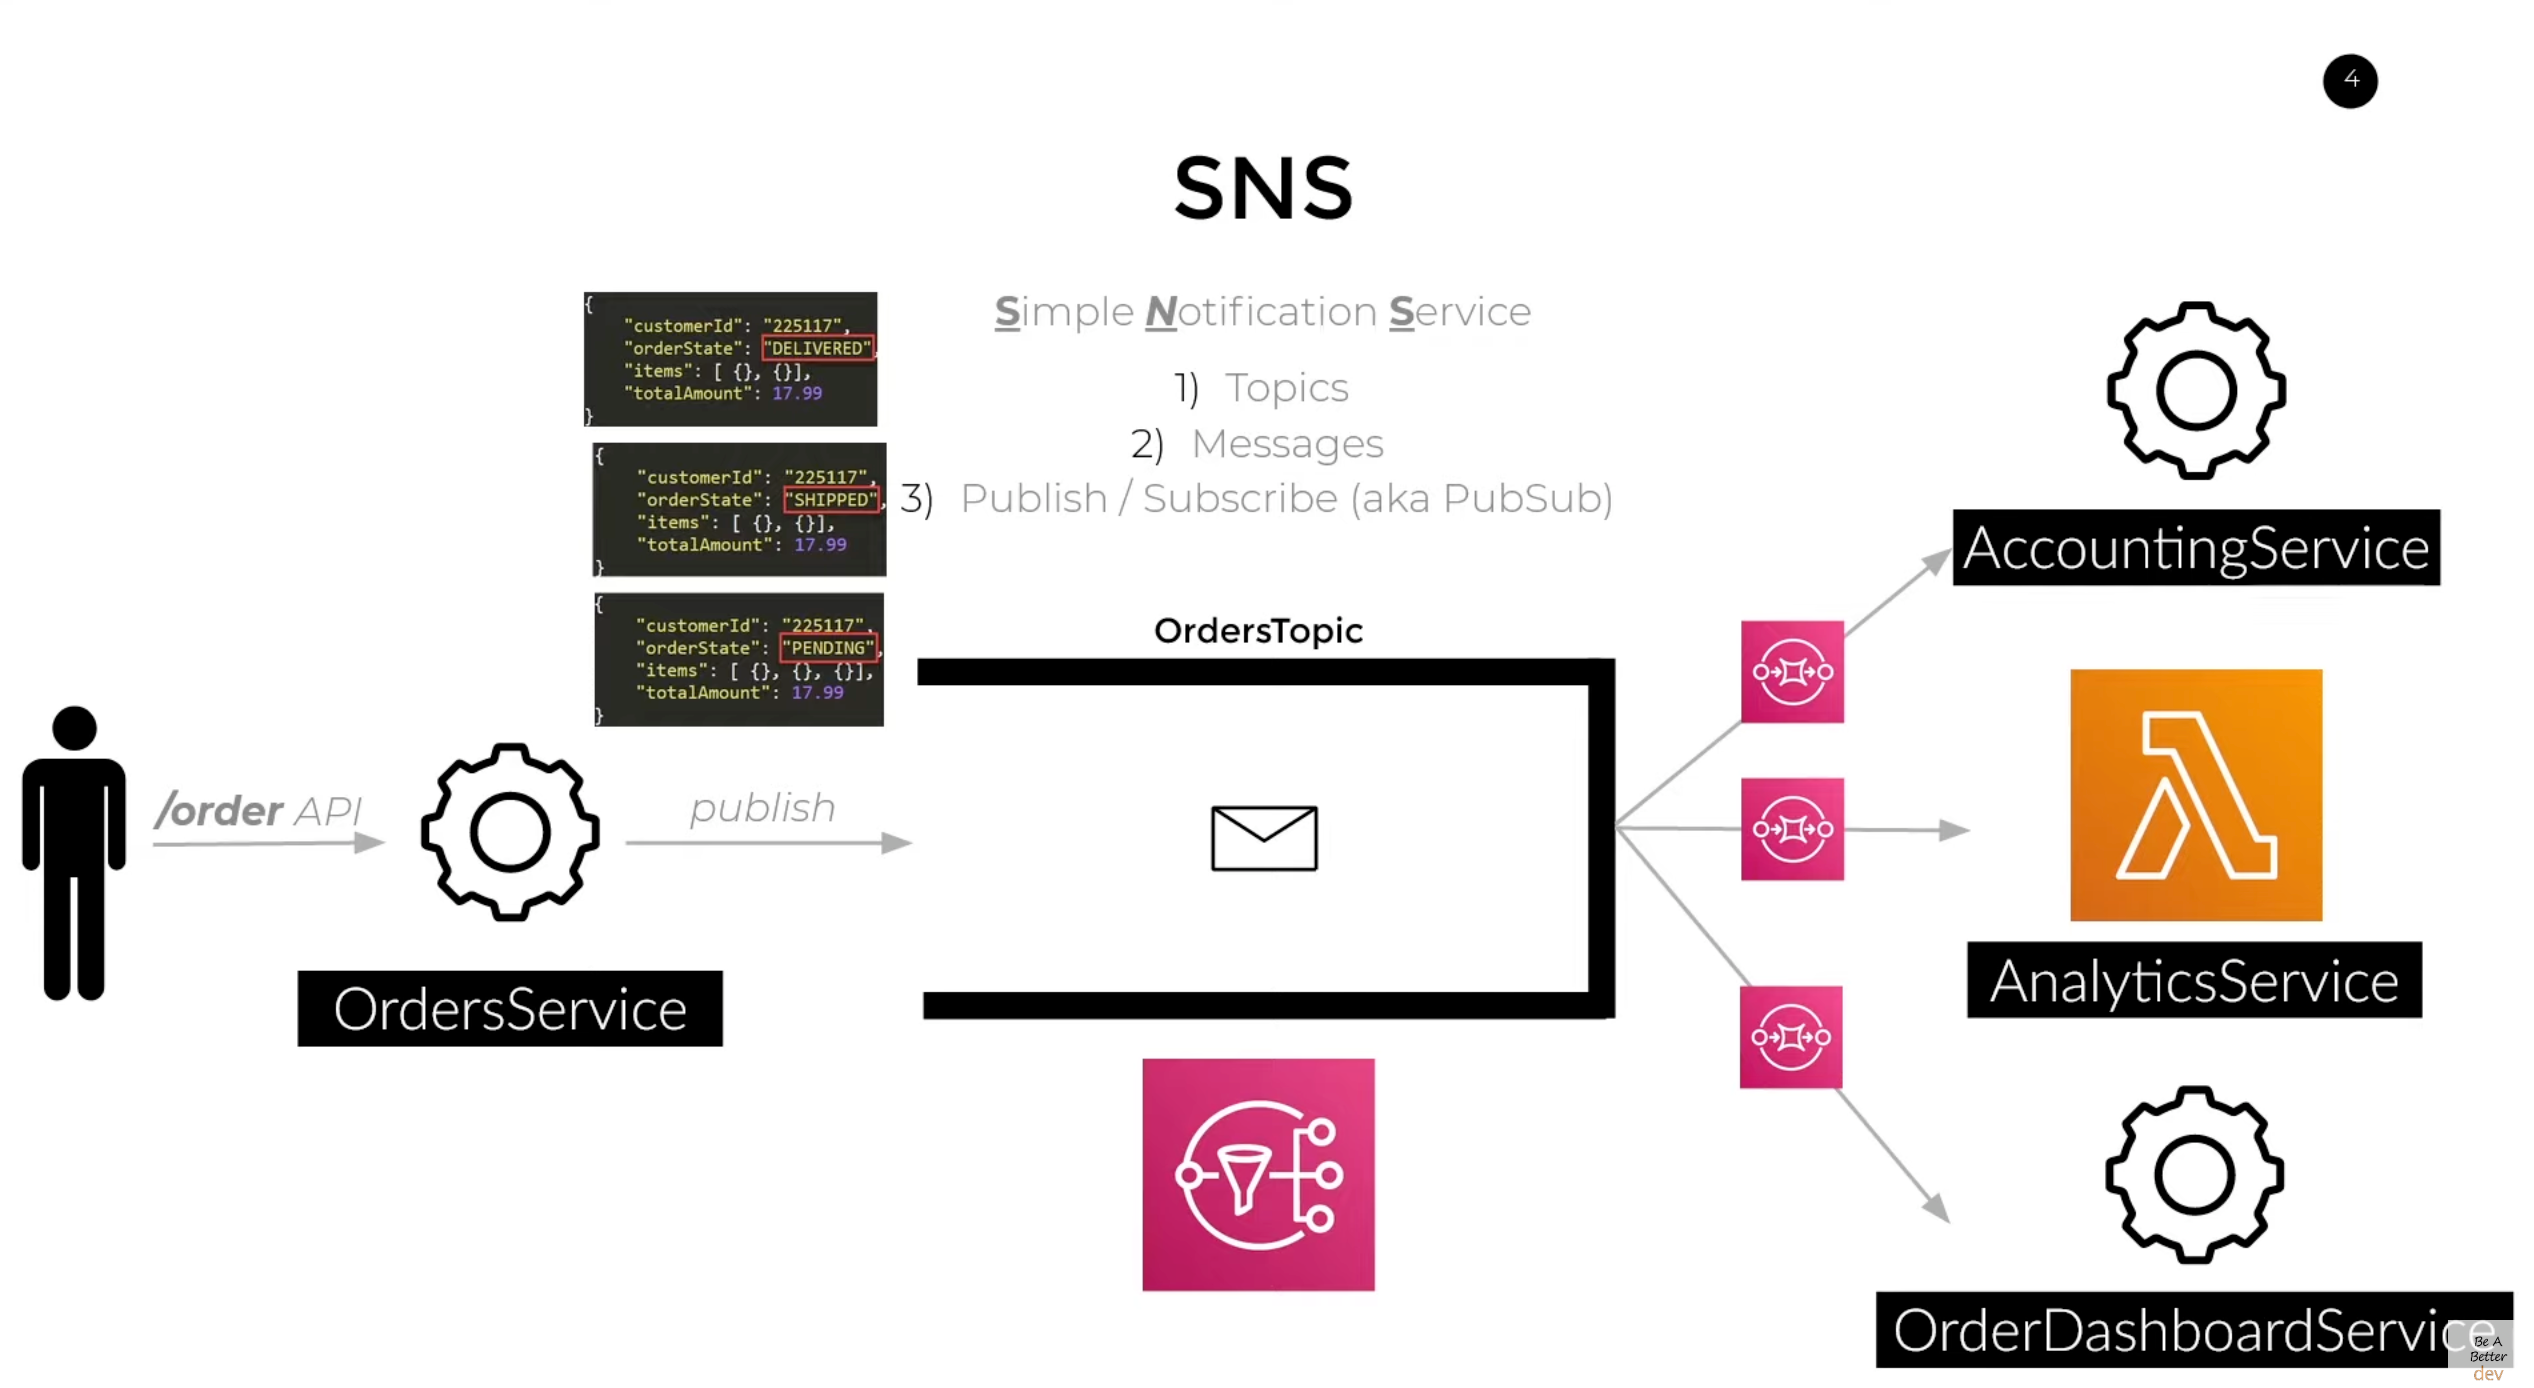 4
SNS
Simple Notification Service
1) Topics
2) Messages
3) Publish / Subscribe (aka PubSub)
{
"customerId": "225117",
"orderState": "DELIVERED",
"items": [ {}, {}],
"totalAmount": 17.99
}
{
"customerId": "225117",
"orderState": "SHIPPED",
"items": [ {}, {}],
"totalAmount": 17.99
}
{
"customerId": "225117",
"orderState": "PENDING",
"items": [ {}, {}, {}],
"totalAmount": 17.99
}
/order API
OrdersService
publish
OrdersTopic
AccountingService
AnalyticsService
OrderDashboardService
Be A
Better
dev